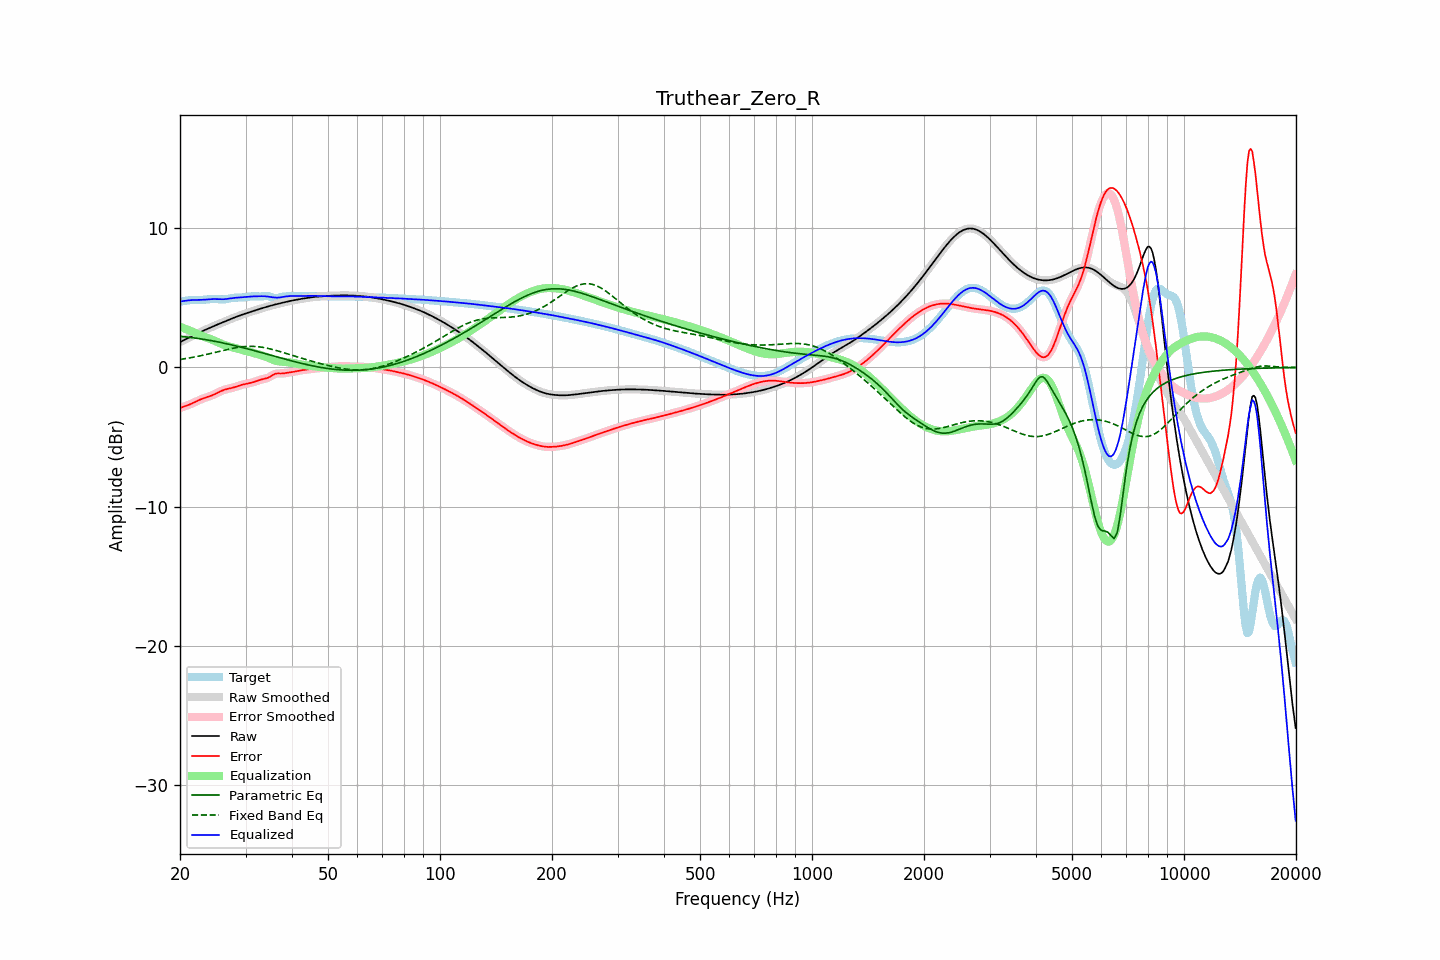 Truthear_Zero_R
Amplitude (dBr)
10
0
−10
−20
−30
Target
Raw Smoothed
Error Smoothed
Raw
Error
Equalization
Parametric Eq
Fixed Band Eq
Equalized
20 50 100 200 500 1000 2000 5000 10000 20000
Frequency (Hz)